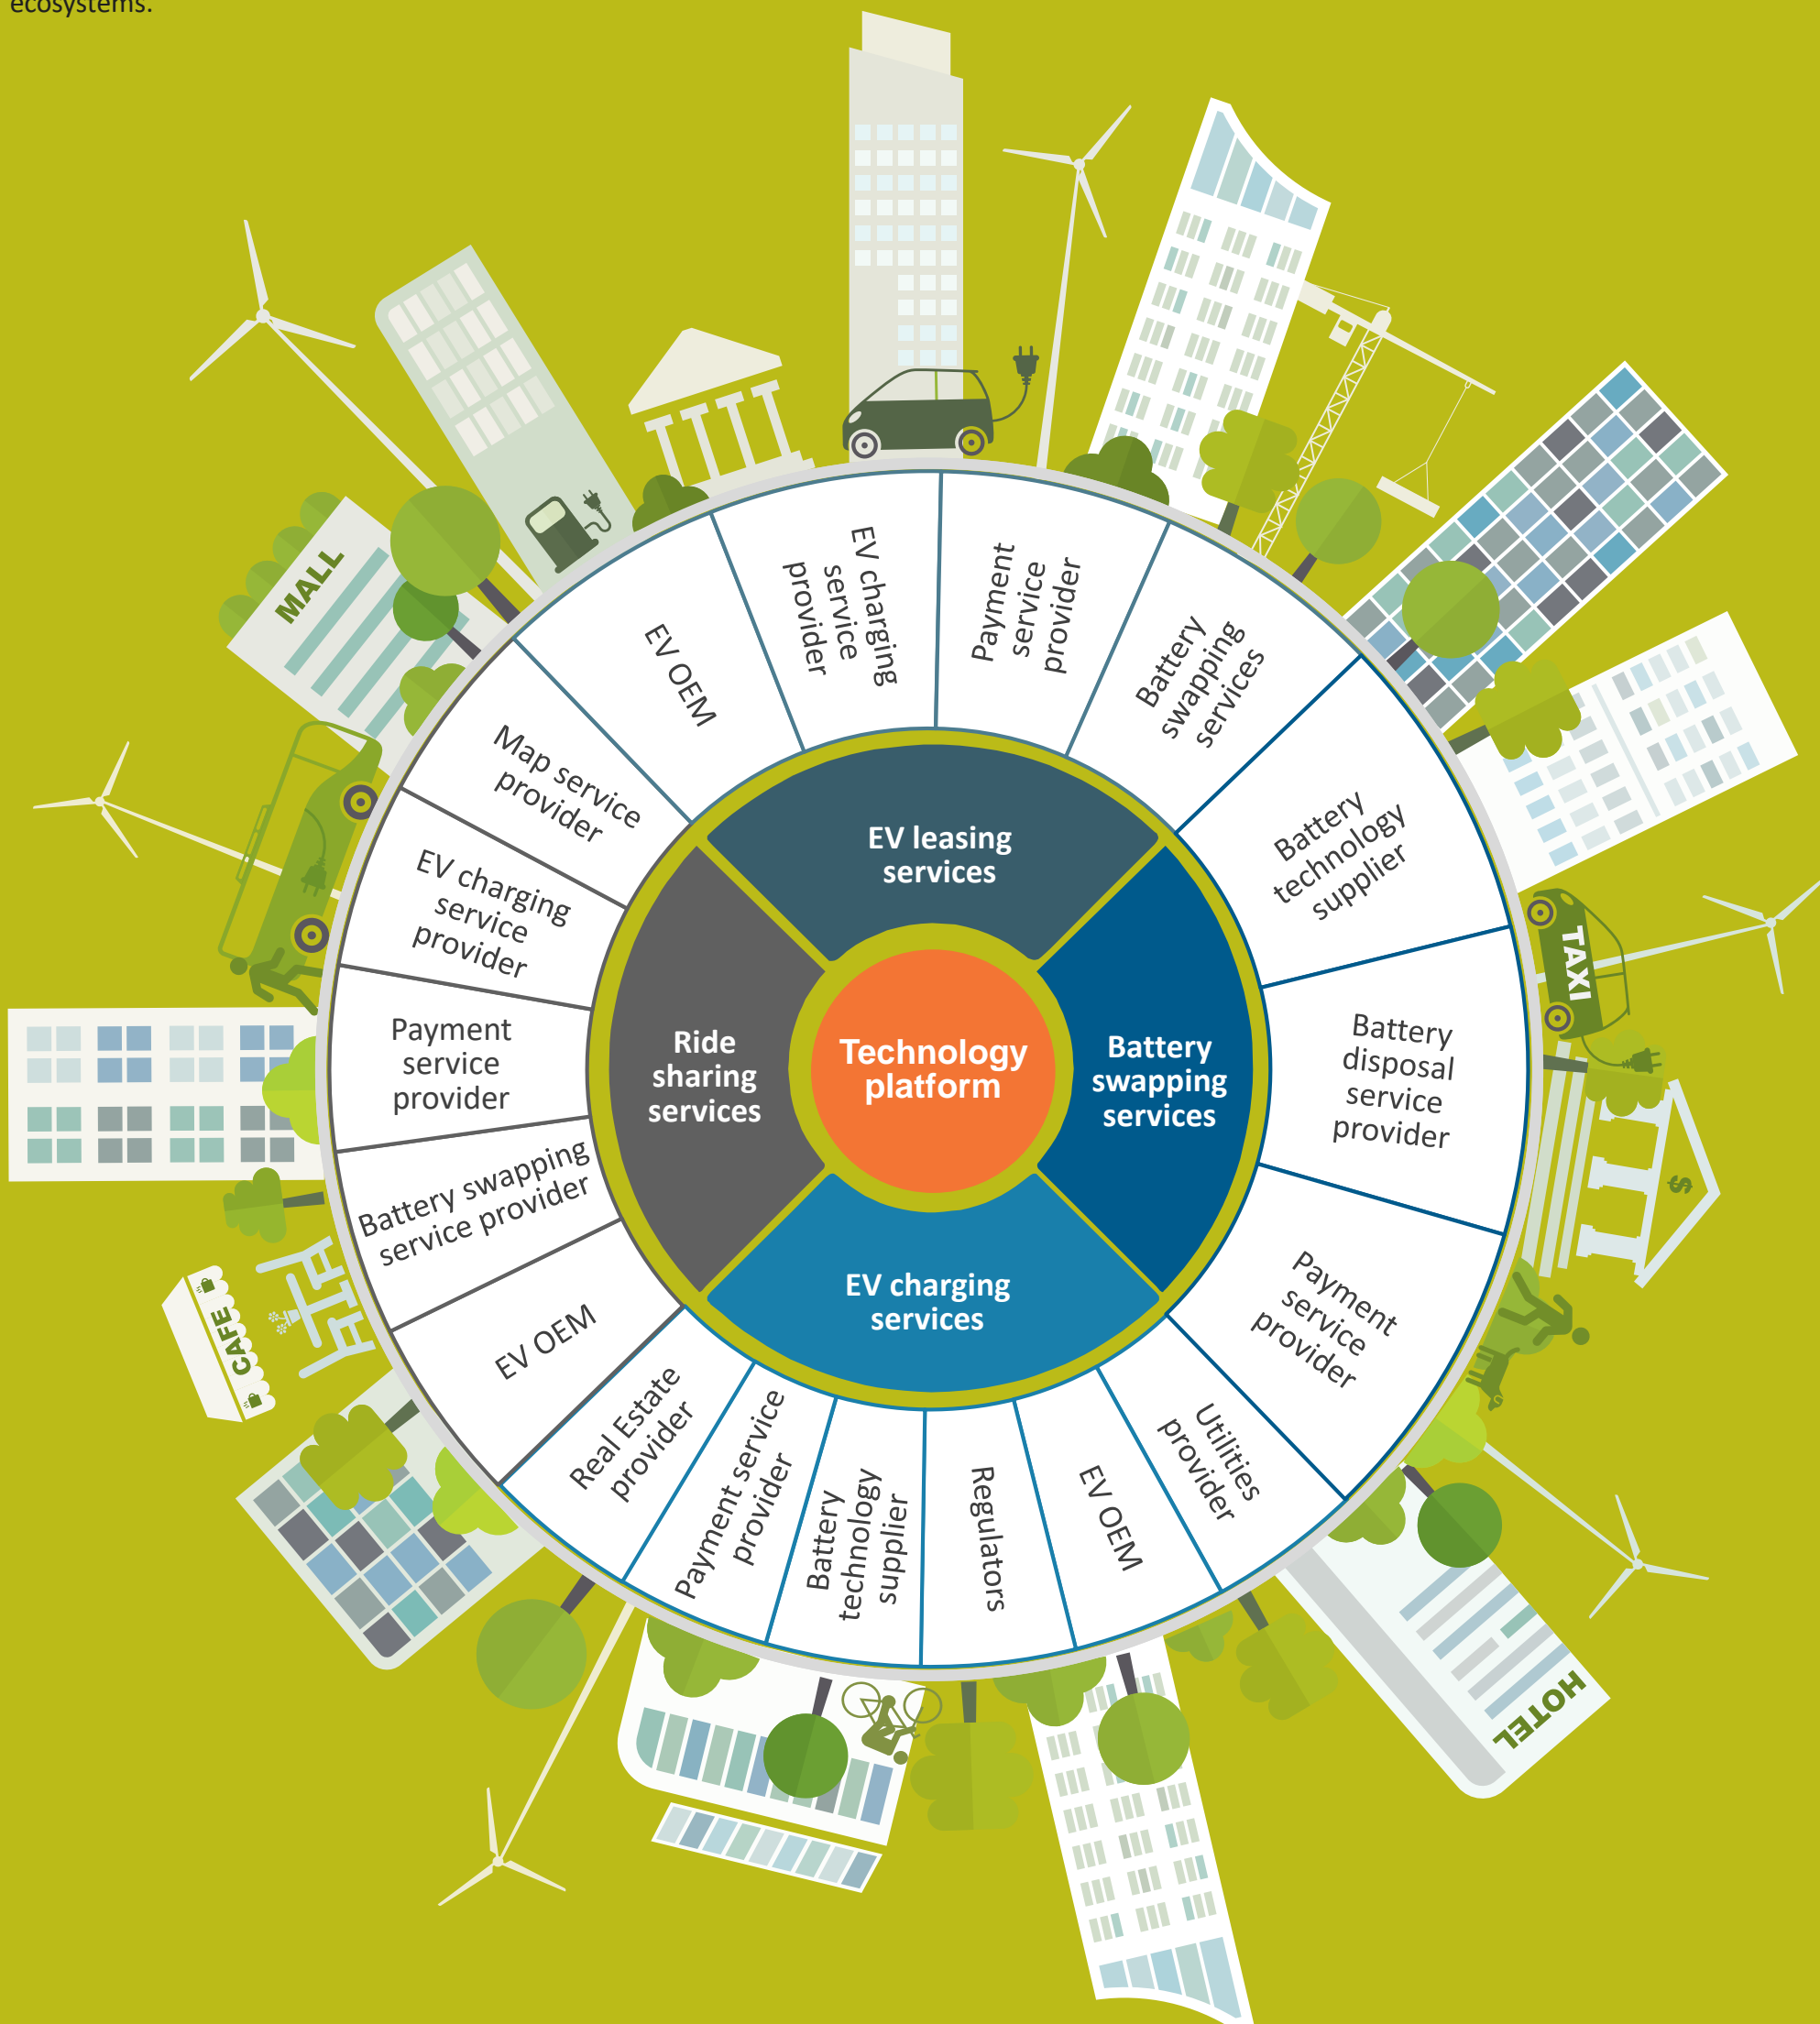 ecosystems.
MALL
TAXI
$
HOTEL
CAFE
EV OEM
EV charging
service
provider
Payment
service
provider
Battery
swapping
services
Battery
technology
supplier
Battery
disposal
service
provider
Payment
service
provider
Utilities
provider
EV OEM
Regulators
Battery
technology
supplier
Payment service
provider
Real Estate
provider
EV OEM
Battery swapping
service provider
Payment
service
provider
EV charging
service
provider
Map service
provider
EV leasing
services
Battery
swapping
services
EV charging
services
Ride
sharing
services
Technology
platform